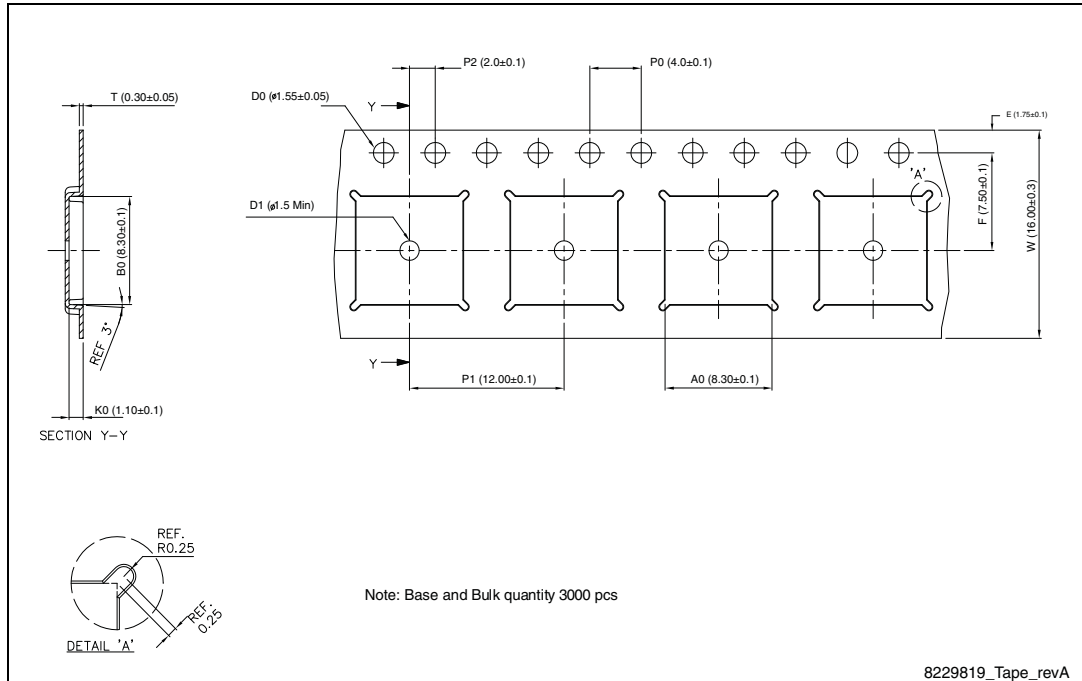 P2 (2.0±0.1)
P0 (4.0±0.1)
T (0.30±0.05)
D0 (ø1.55±0.05)
Y
E (1.75±0.1)
'A'
F (7.50±0.1)
W (16.00±0.3)
D1 (ø1.5 Min)
B0 (8.30±0.1)
REF 3°
Y
P1 (12.00±0.1)
A0 (8.30±0.1)
K0 (1.10±0.1)
SECTION Y-Y
REF.
R0.25
REF.
0.25
DETAIL 'A'
Note: Base and Bulk quantity 3000 pcs
8229819_Tape_revA